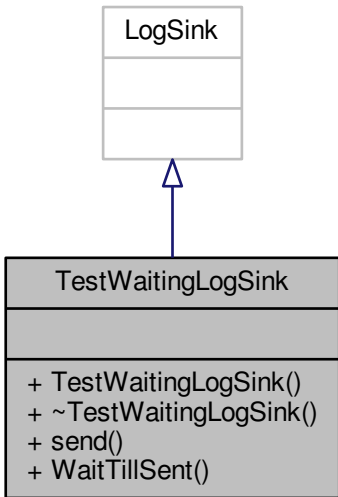 LogSink
TestWaitingLogSink
+ TestWaitingLogSink()
+ ~TestWaitingLogSink()
+ send()
+ WaitTillSent()